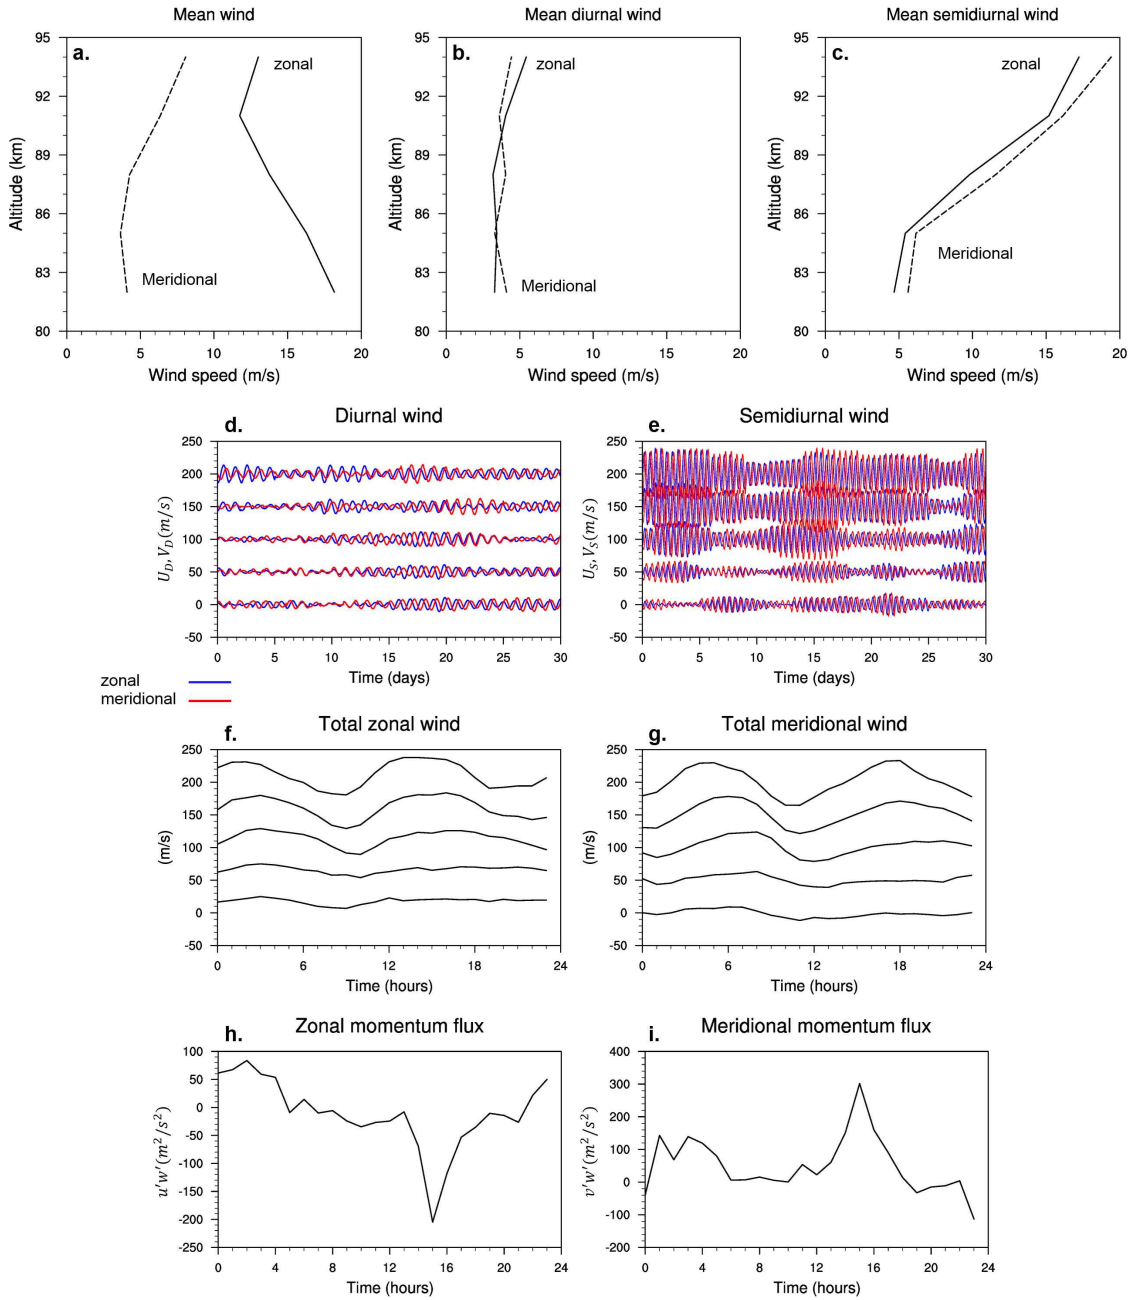 Mean wind
Mean diurnal wind
Mean semidiurnal wind
a.
zonal
Meridional
95
92
89
86
83
80
Altitude (km)
0 5 10 15 20
Wind speed (m/s)
b.
zonal
Meridional
95
92
89
86
83
80
Altitude (km)
0 5 10 15 20
Wind speed (m/s)
c.
zonal
Meridional
95
92
89
86
83
80
Altitude (km)
0 5 10 15 20
Wind speed (m/s)
d.
Diurnal wind
250
200
150
100
50
0
-50
U_D, V_D (m/s)
0 5 10 15 20 25 30
Time (days)
e.
Semidiurnal wind
250
200
150
100
50
0
-50
U_S, V_S (m/s)
0 5 10 15 20 25 30
Time (days)
zonal
meridional
f.
Total zonal wind
250
200
150
100
50
0
-50
(m/s)
0 6 12 18 24
Time (hours)
g.
Total meridional wind
250
200
150
100
50
0
-50
(m/s)
0 6 12 18 24
Time (hours)
h.
Zonal momentum flux
100
50
0
-50
-100
-150
-200
-250
u'w'(m²/s²)
0 4 8 12 16 20 24
Time (hours)
i.
Meridional momentum flux
400
300
200
100
0
-100
-200
v'w'(m²/s²)
0 4 8 12 16 20 24
Time (hours)